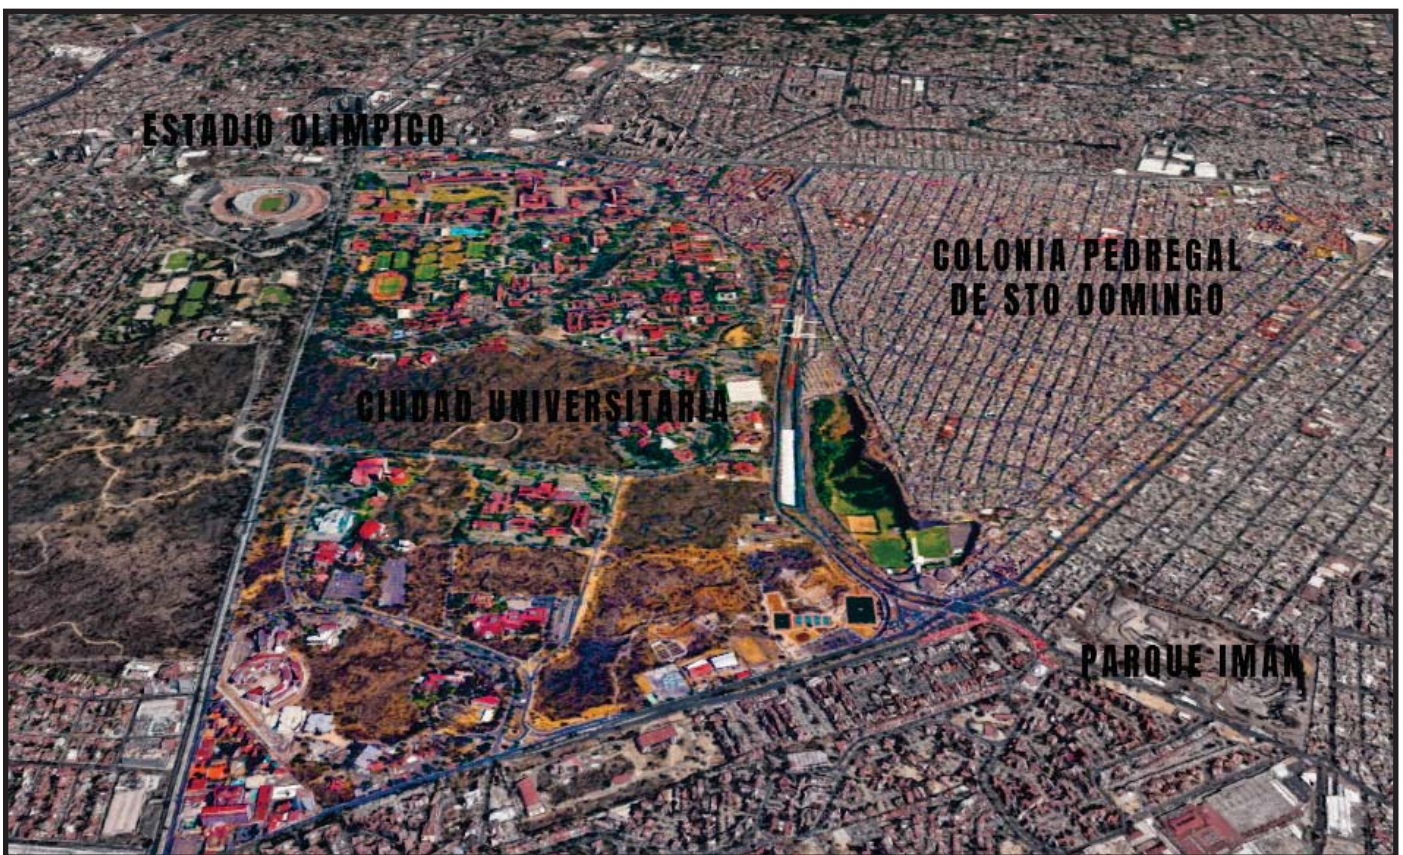 ESTADIO OLIMPICO
COLONIA PEDREGAL
DE STO DOMINGO
CIUDAD UNIVERSITARIA
PARQUE IMAN